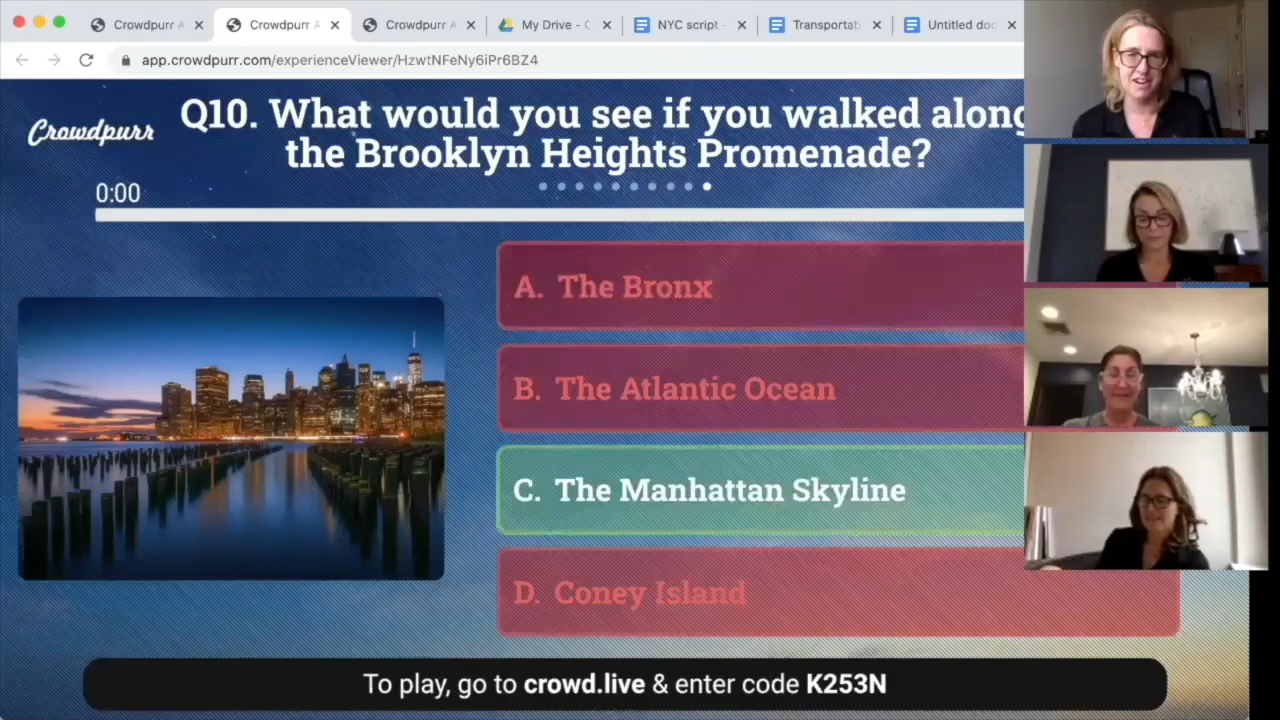 Crowdpurr A
Crowdpurr A
Crowdpurr A
My Drive - G
NYC script -
Transportati
Untitled doc
app.crowdpurr.com/experienceViewer/HzwtNFeNy6iPr6BZ4
Crowdpurr
Q10. What would you see if you walked along
the Brooklyn Heights Promenade?
0:00
A. The Bronx
B. The Atlantic Ocean
C. The Manhattan Skyline
D. Coney Island
To play, go to crowd.live & enter code K253N